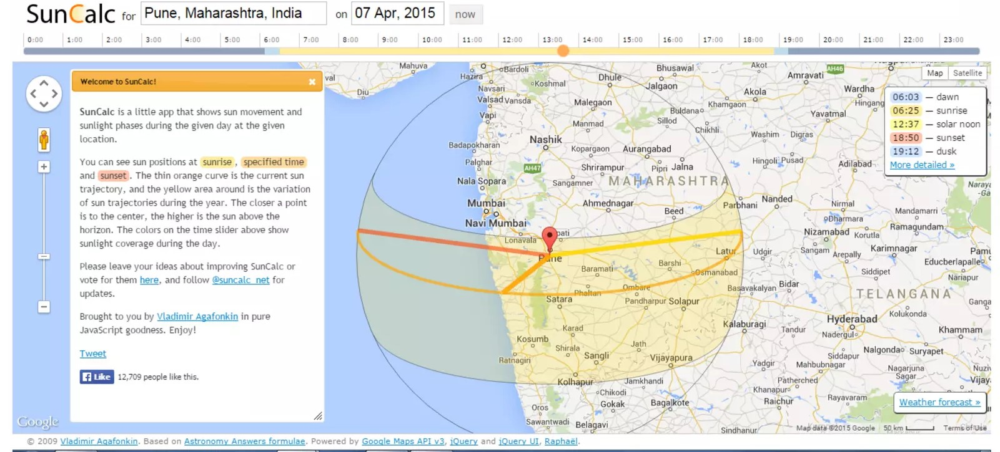 SunCalc for Pune, Maharashtra, India on 07 Apr, 2015 now
0:00 1:00 2:00 3:00 4:00 5:00 6:00 7:00 8:00 9:00 10:00 11:00 12:00 13:00 14:00 15:00 16:00 17:00 18:00 19:00 20:00 21:00 22:00 23:00
Welcome to SunCalc!
SunCalc is a little app that shows sun movement and
sunlight phases during the given day at the given
location.
You can see sun positions at sunrise , specified time
and sunset . The thin orange curve is the current sun
trajectory, and the yellow area around is the variation
of sun trajectories during the year. The closer a point
is to the center, the higher is the sun above the
horizon. The colors on the time slider above show
sunlight coverage during the day.
Please leave your ideas about improving SunCalc or
vote for them here, and follow @suncalc_net for
updates.
Brought to you by Vladimir Agafonkin in pure
JavaScript goodness. Enjoy!
Tweet
Like 12,709 people like this.
Map Satellite
06:03 — dawn
06:25 — sunrise
12:37 — solar noon
18:50 — sunset
19:12 — dusk
More detailed »
Mahuva
val
Diu
Hazira
Bardoli
Navsari
Koshmal
Valsad
Vansda
Vapi
Dhule
Bhusawal
Jalgaon
Akot
Amravati
AH46
Akola
Wardha
Hingang
Malegaon
Buldana
Khamgaon
Yavatmal
Manmad
Sillod
Chikhli
Washim
Digras
Nashik
Badapokharan
Kopargaon
Aurangabad
Palghar
AH47
Shrirampur
Pipri
Jalna
Hingoli
Pusad
Adilabad
Nala Sopara
Sangamner
MAHARASHTRA
Naraya
-Ga
Mumbai
Ahmednagar
Parbhani
Nanded
Nirmal
Mandamarri
Navi Mumbai
Beed
Dharmara
Ramagundam
Lonavala
pati
Nizamabad
Korutla
Pune
Latur
Udgir
Sangam
Arepally
Karimnagar
Pamu
Educherlapalle
Baramati
Barshi
Osmanabad
Siddipet
Nariapur
Phaltan
Ombare
Basavakalyan
Bidar
TELANGANA
Satara
Pandharpur
Solapur
Ganga
Kolukonda
Karad
Kalaburagi
Hyderabad
Tandur
Nadergul
Khammam
Kosumb
Shirala
Jath
Sangli
Vijayapura
Ratnagiri
Siddapur
Nalgonda
Suryapet
Yadgir
Mahbubnagar
Nagarjuna
Sagar
Nuziv
Kolhapur
Jamkhandi
Patherched
Vijay
Chikodi
Khanapur
Gokak
Bagalkote
Raichur
Rayavaram
Oros
Sawantwadi
Belagavi
Sindhanur
Weather forecast »
Google
Map data ©2015 Google 50 km Terms of Use
© 2009 Vladimir Agafonkin. Based on Astronomy Answers formulae. Powered by Google Maps API v3, jQuery and jQuery UI, Raphaël.